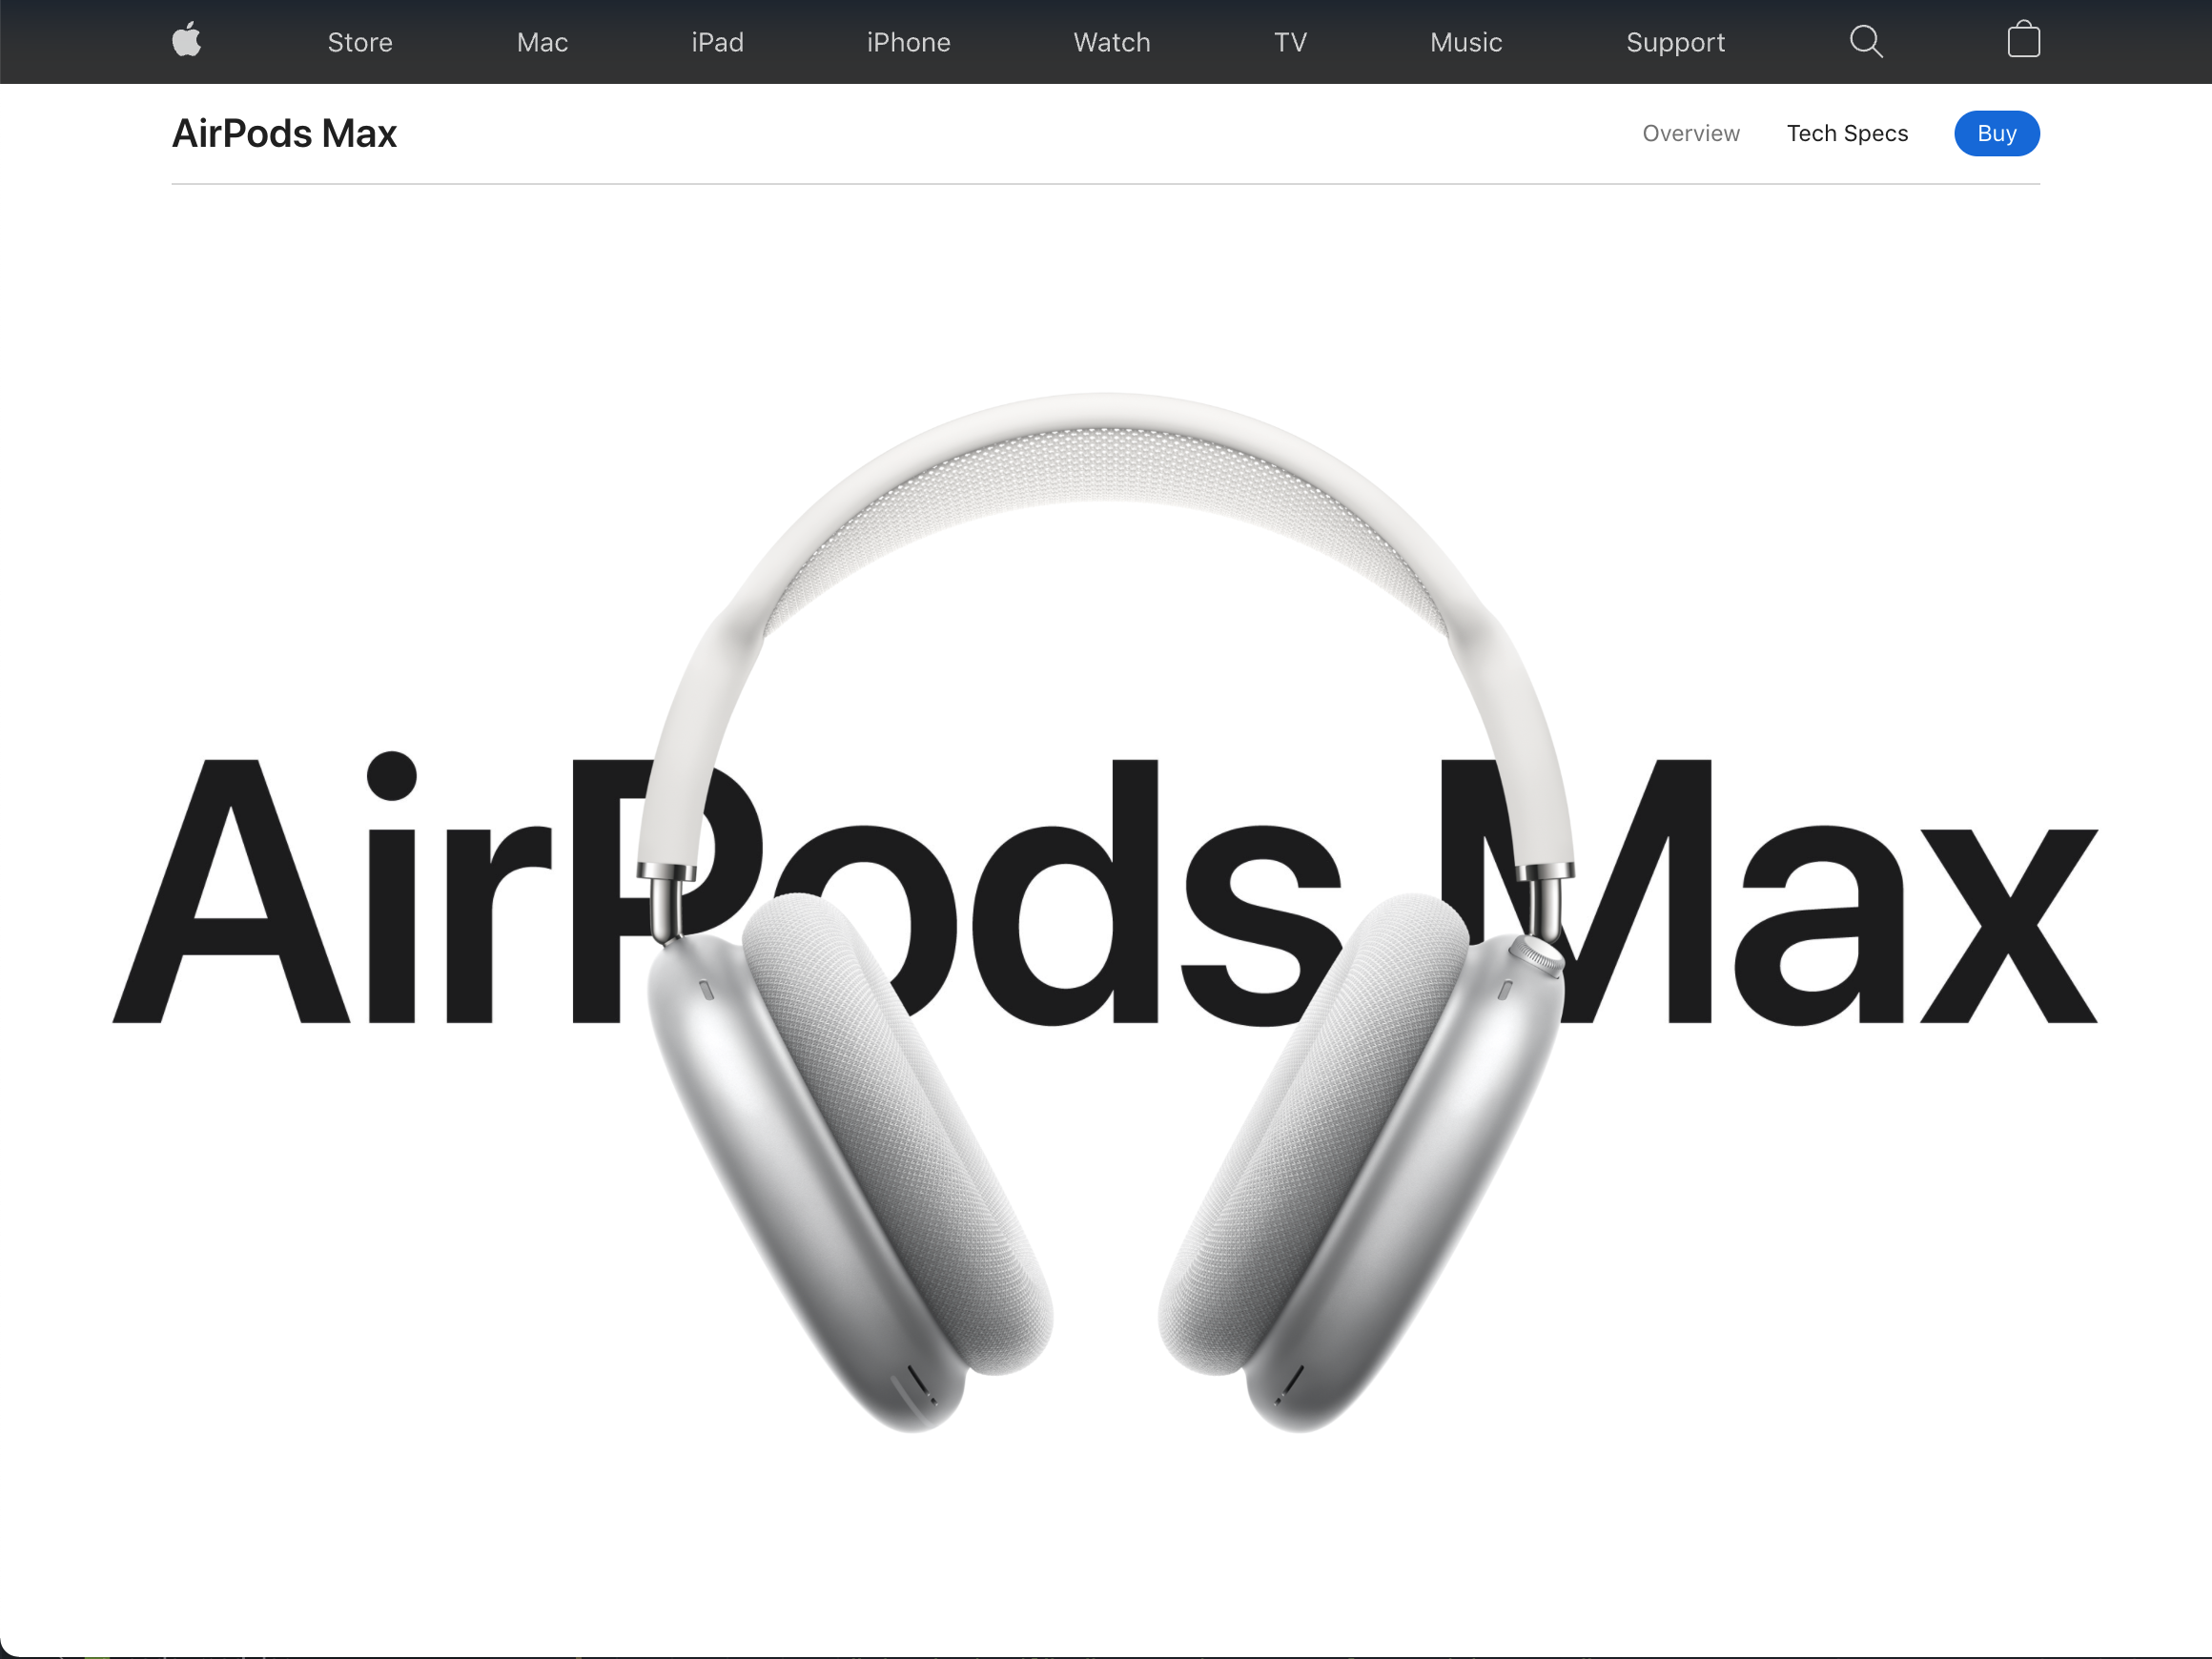 Store Mac iPad iPhone Watch TV Music Support
AirPods Max Overview Tech Specs Buy
AirPods Max